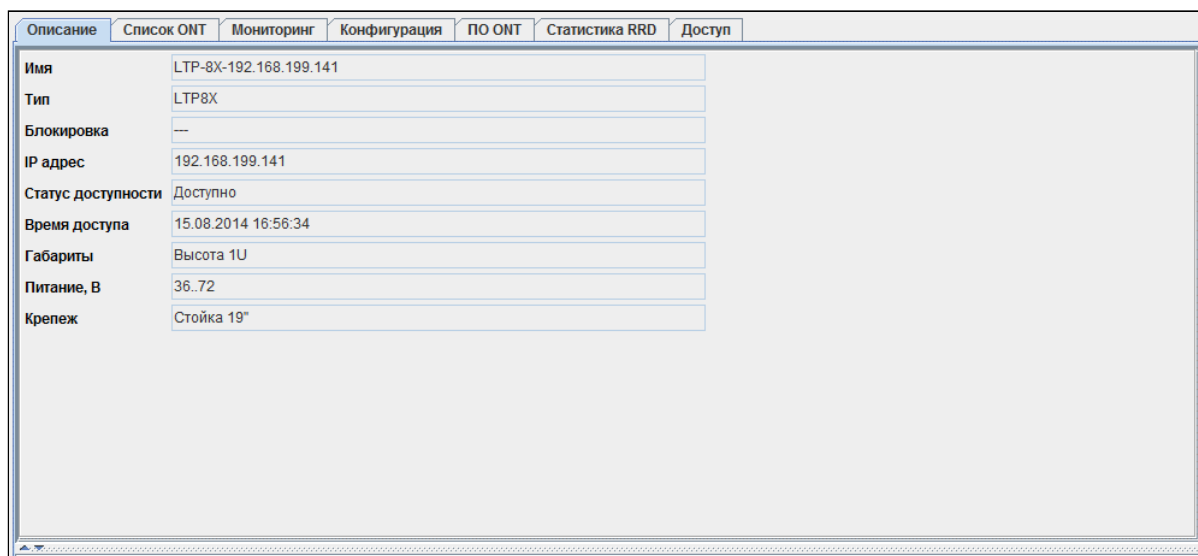 Описание Список ONT Мониторинг Конфигурация ПО ONT Статистика RRD Доступ
Имя LTP-8X-192.168.199.141
Тип LTP8X
Блокировка ---
IP адрес 192.168.199.141
Статус доступности Доступно
Время доступа 15.08.2014 16:56:34
Габариты Высота 1U
Питание, В 36..72
Крепеж Стойка 19"